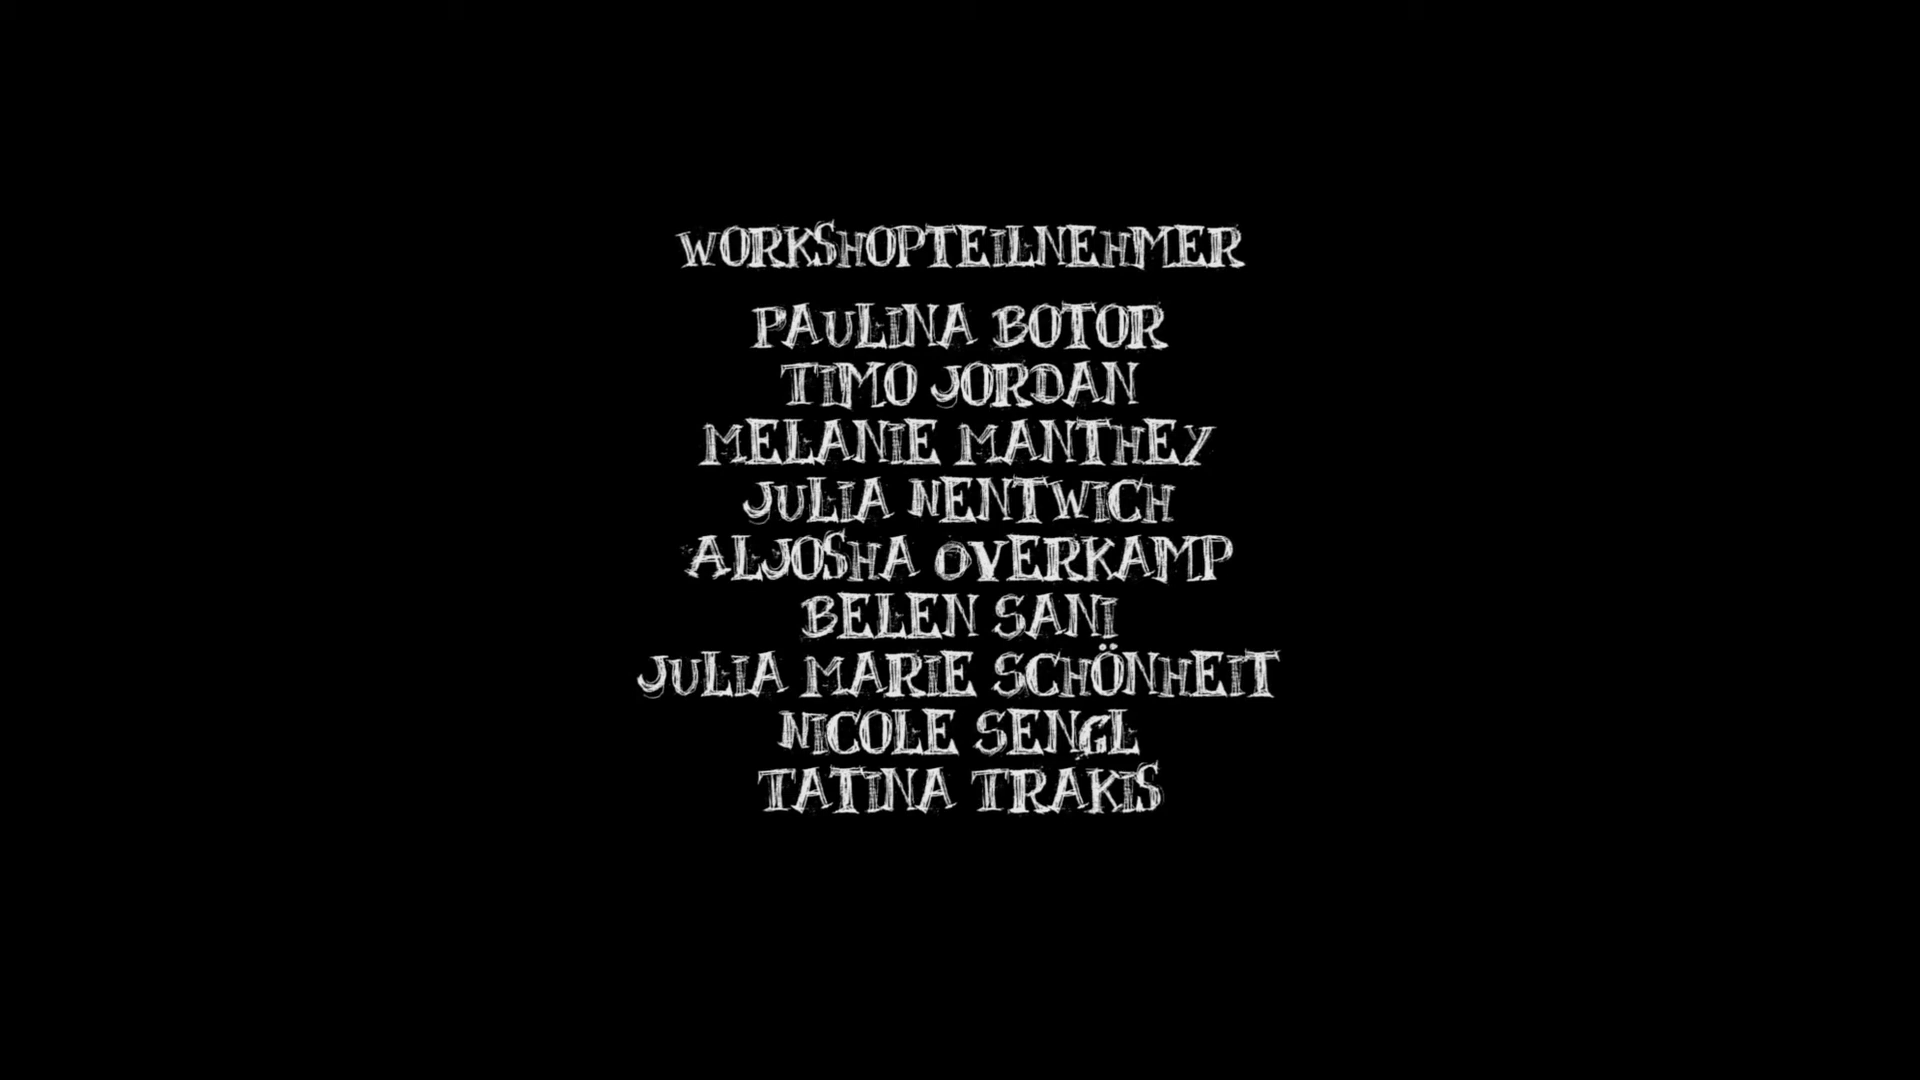 WORKSHOPTEILNEHMER
PAULINA BOTOR
TIMO JORDAN
MELANIE MANTHEY
JULIA NENTWICH
ALJOSHA OVERKAMP
BELEN SANI
JULIA MARIE SCHÖNHEIT
NICOLE SENGL
TATINA TRAKIS